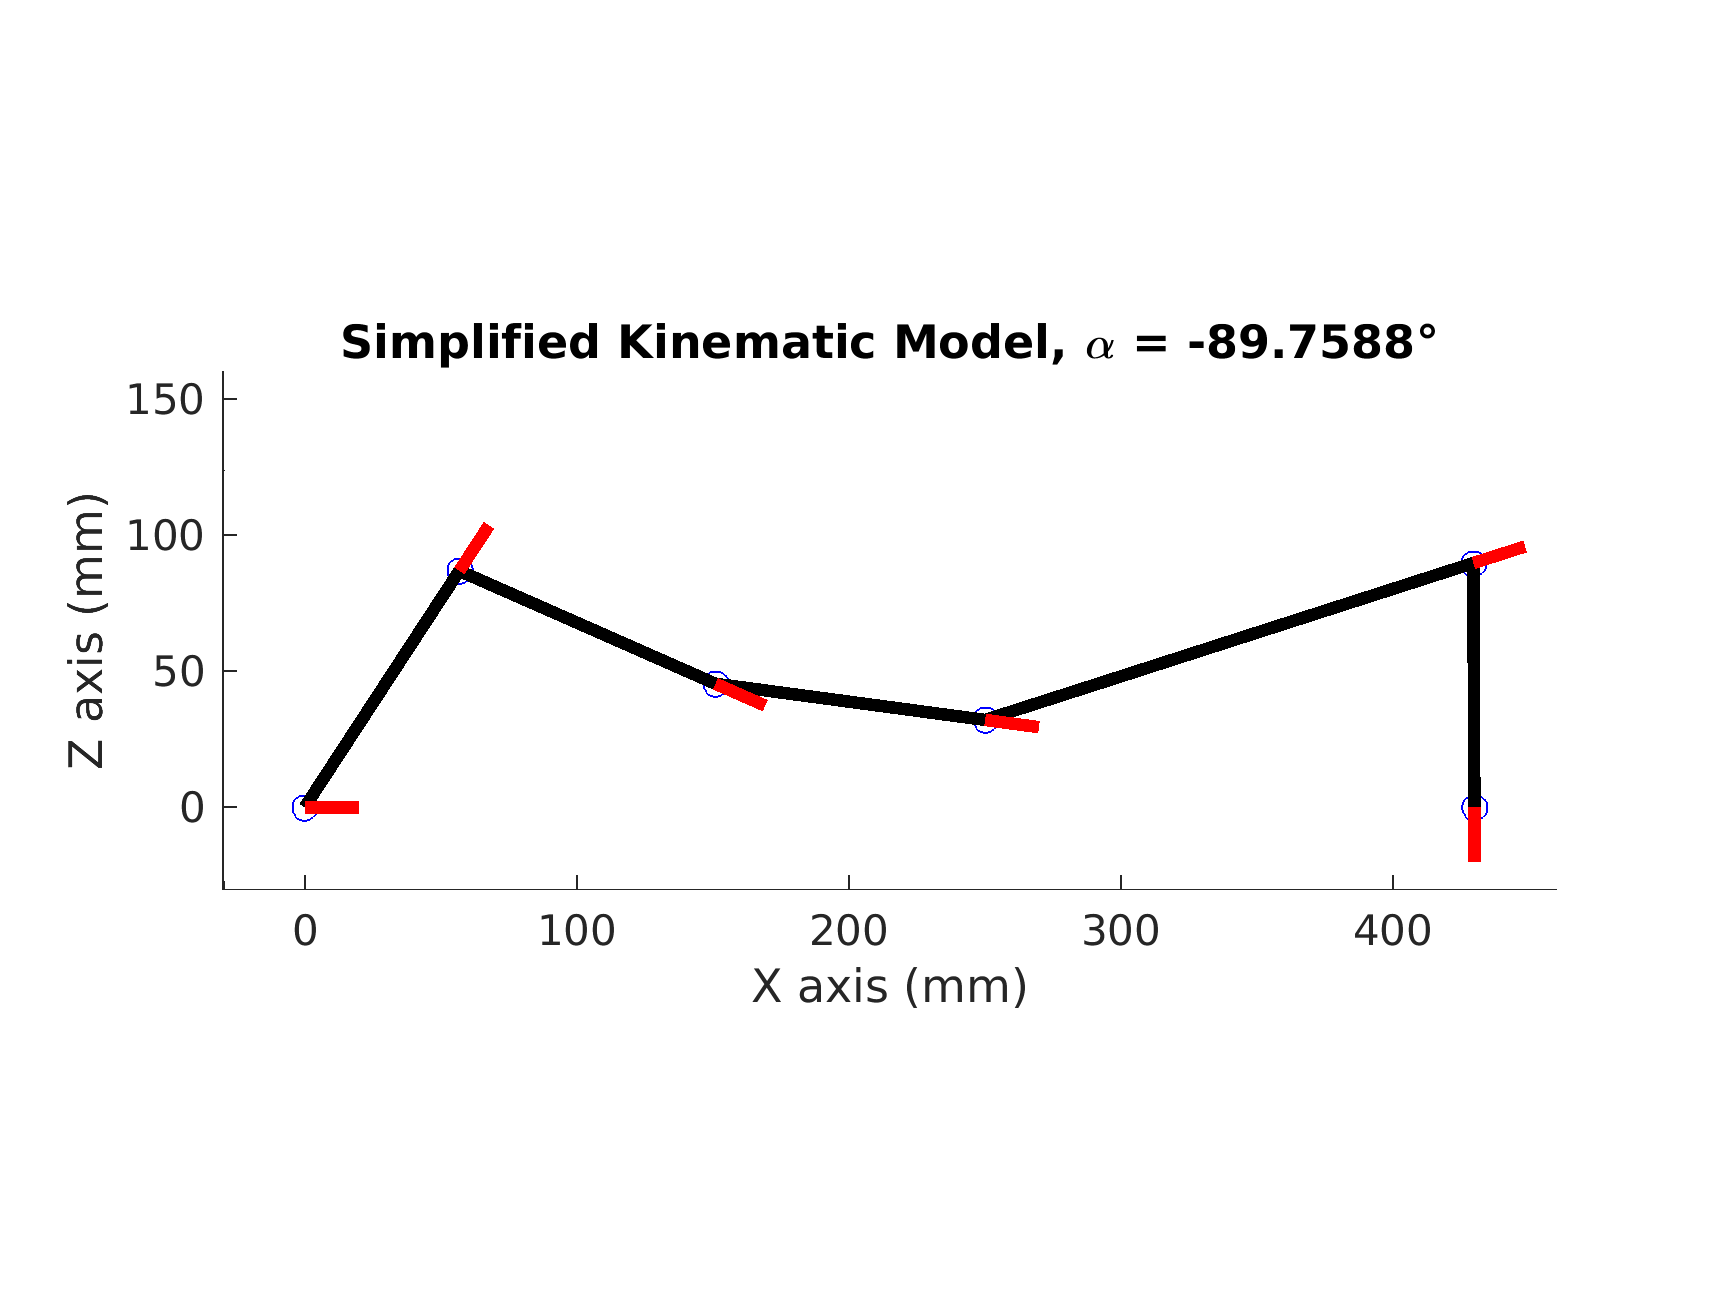 Simplified Kinematic Model, α = -89.7588°
150
100
50
0
Z axis (mm)
0 100 200 300 400
X axis (mm)